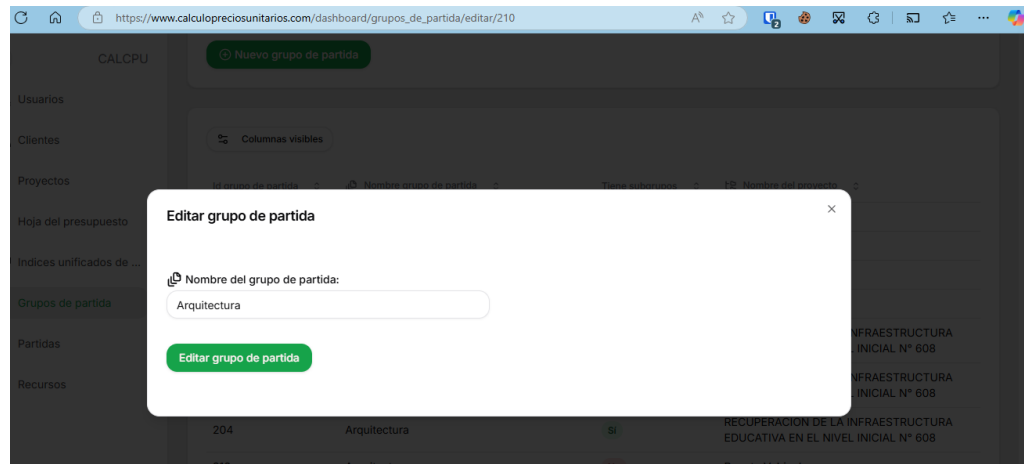 https://www.calculopreciosunitarios.com/dashboard/grupos_de_partida/editar/210
2
CALCPU
Nuevo grupo de partida
Usuarios
Columnas visibles
Clientes
Proyectos
Id grupo de partida
Nombre grupo de partida
Tiene subgrupos
Nombre del proyecto
Editar grupo de partida
Hoja del presupuesto
Indices unificados de ...
Nombre del grupo de partida:
Grupos de partida
Arquitectura
Partidas
NFRAESTRUCTURA
INICIAL N° 608
Editar grupo de partida
Recursos
NFRAESTRUCTURA
INICIAL N° 608
204
Arquitectura
Si
RECUPERACION DE LA INFRAESTRUCTURA
EDUCATIVA EN EL NIVEL INICIAL N° 608